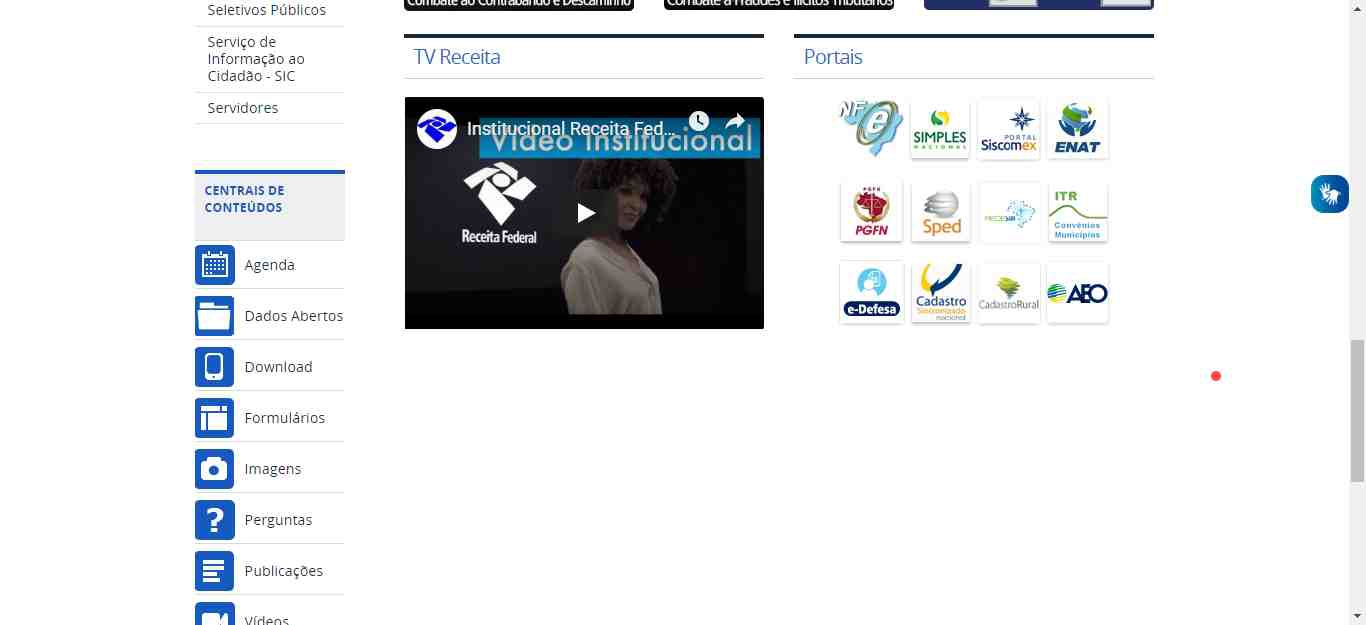 Seletivos Públicos
Serviço de
Informação ao
Cidadão - SIC
Servidores
CENTRAIS DE
CONTEÚDOS
Agenda
Dados Abertos
Download
Formulários
Imagens
Perguntas
Publicações
Vídeos
Combate ao Contrabando e Descaminho
Combate a Fraudes e Ilícitos Tributários
TV Receita
Institucional Receita Fed...
Vídeo Institucional
Receita Federal
Portais
NF e
SIMPLES
NACIONAL
PORTAL
Siscomex
ENAT
PGFN
PGFN
Sped
REDESIM
ITR
Convênios
Municípios
e-Defesa
Cadastro
Sincronizado
nacional
CadastroRural
AEO